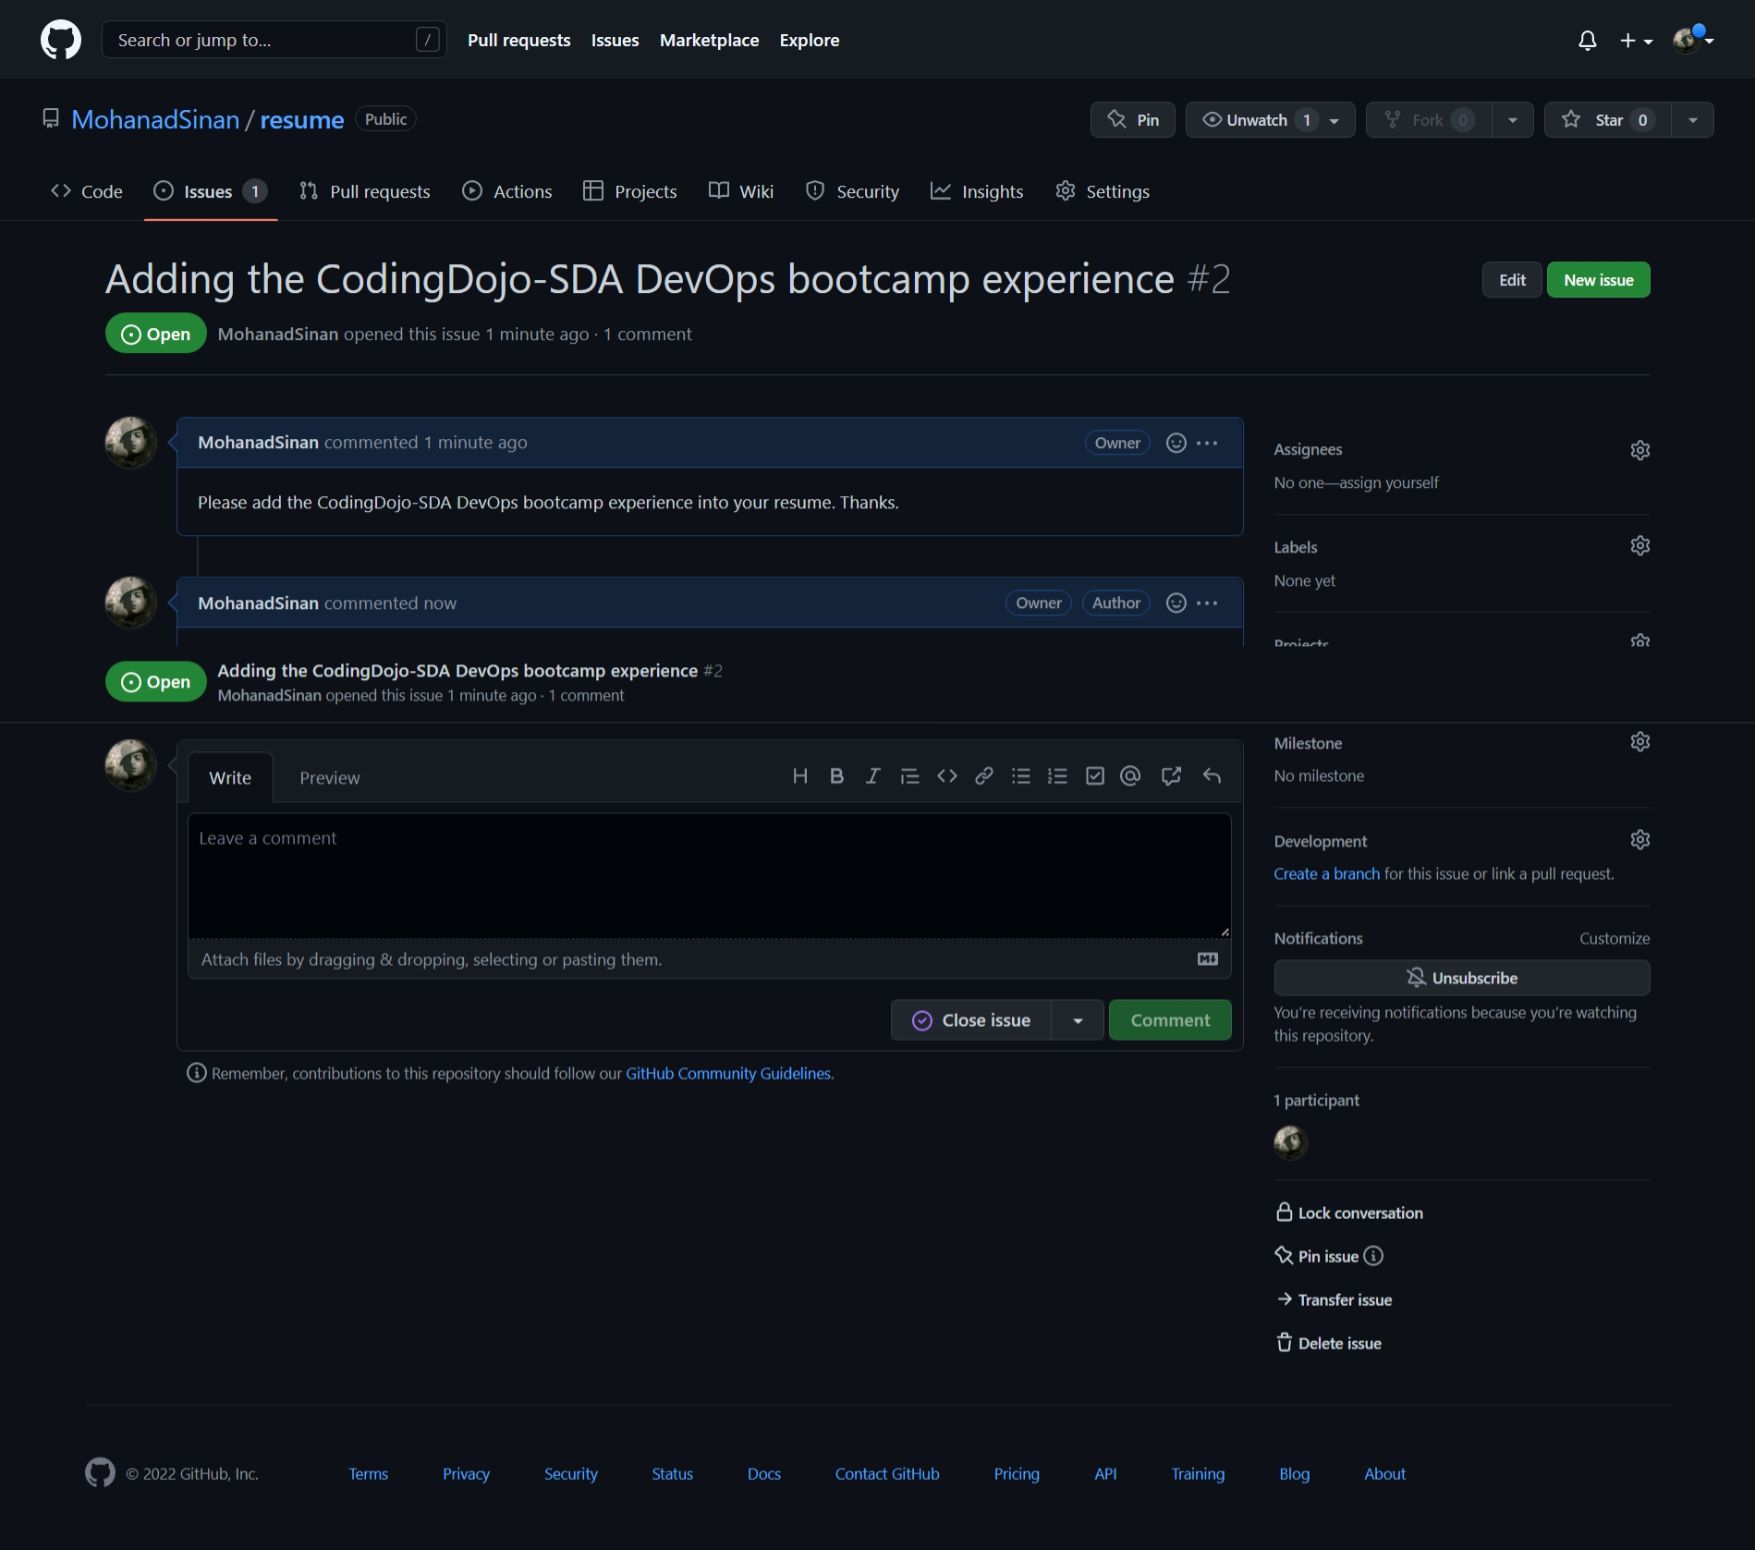 Search or jump to... /
Pull requests Issues Marketplace Explore
MohanadSinan / resume Public
Pin Unwatch 1 Fork 0 Star 0
Code Issues 1 Pull requests Actions Projects Wiki Security Insights Settings
Adding the CodingDojo-SDA DevOps bootcamp experience #2
Edit New issue
Open MohanadSinan opened this issue 1 minute ago · 1 comment
MohanadSinan commented 1 minute ago Owner ···
Please add the CodingDojo-SDA DevOps bootcamp experience into your resume. Thanks.
MohanadSinan commented now Owner Author ···
Open Adding the CodingDojo-SDA DevOps bootcamp experience #2
MohanadSinan opened this issue 1 minute ago · 1 comment
Write Preview
Leave a comment
Attach files by dragging & dropping, selecting or pasting them.
Close issue Comment
Remember, contributions to this repository should follow our GitHub Community Guidelines.
Assignees
No one—assign yourself
Labels
None yet
Projects
Milestone
No milestone
Development
Create a branch for this issue or link a pull request.
Notifications Customize
Unsubscribe
You're receiving notifications because you're watching
this repository.
1 participant
Lock conversation
Pin issue
Transfer issue
Delete issue
© 2022 GitHub, Inc. Terms Privacy Security Status Docs Contact GitHub Pricing API Training Blog About